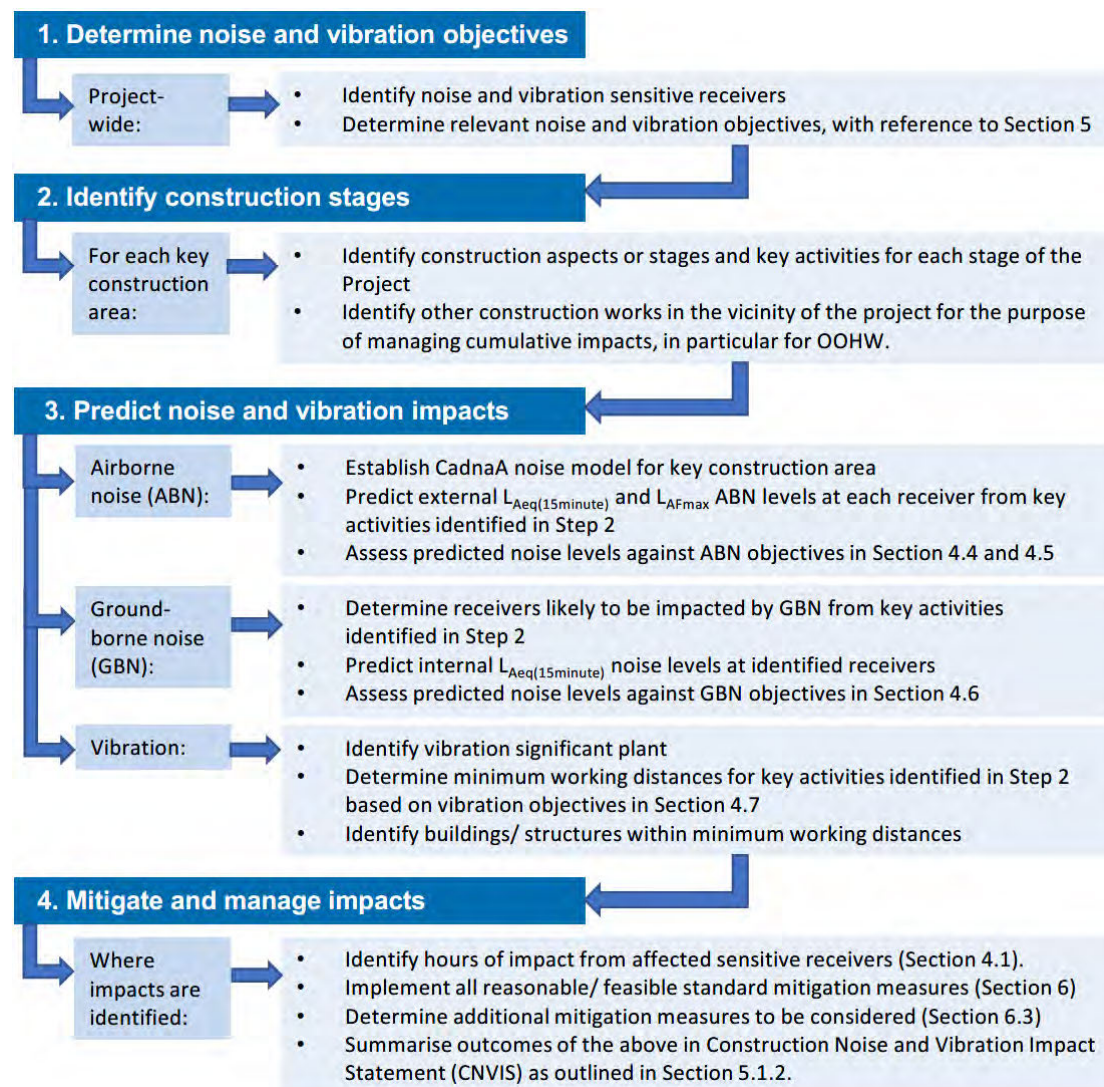 1. Determine noise and vibration objectives
Project-
wide:
• Identify noise and vibration sensitive receivers
• Determine relevant noise and vibration objectives, with reference to Section 5
2. Identify construction stages
For each key
construction
area:
• Identify construction aspects or stages and key activities for each stage of the
Project
• Identify other construction works in the vicinity of the project for the purpose
of managing cumulative impacts, in particular for OOHW.
3. Predict noise and vibration impacts
Airborne
noise (ABN):
• Establish CadnaA noise model for key construction area
• Predict external LAeq(15minute) and LAFmax ABN levels at each receiver from key
activities identified in Step 2
• Assess predicted noise levels against ABN objectives in Section 4.4 and 4.5
Ground-
borne noise
(GBN):
• Determine receivers likely to be impacted by GBN from key activities
identified in Step 2
• Predict internal LAeq(15minute) noise levels at identified receivers
• Assess predicted noise levels against GBN objectives in Section 4.6
Vibration:
• Identify vibration significant plant
• Determine minimum working distances for key activities identified in Step 2
based on vibration objectives in Section 4.7
• Identify buildings/ structures within minimum working distances
4. Mitigate and manage impacts
Where
impacts are
identified:
• Identify hours of impact from affected sensitive receivers (Section 4.1).
• Implement all reasonable/ feasible standard mitigation measures (Section 6)
• Determine additional mitigation measures to be considered (Section 6.3)
• Summarise outcomes of the above in Construction Noise and Vibration Impact
Statement (CNVIS) as outlined in Section 5.1.2.